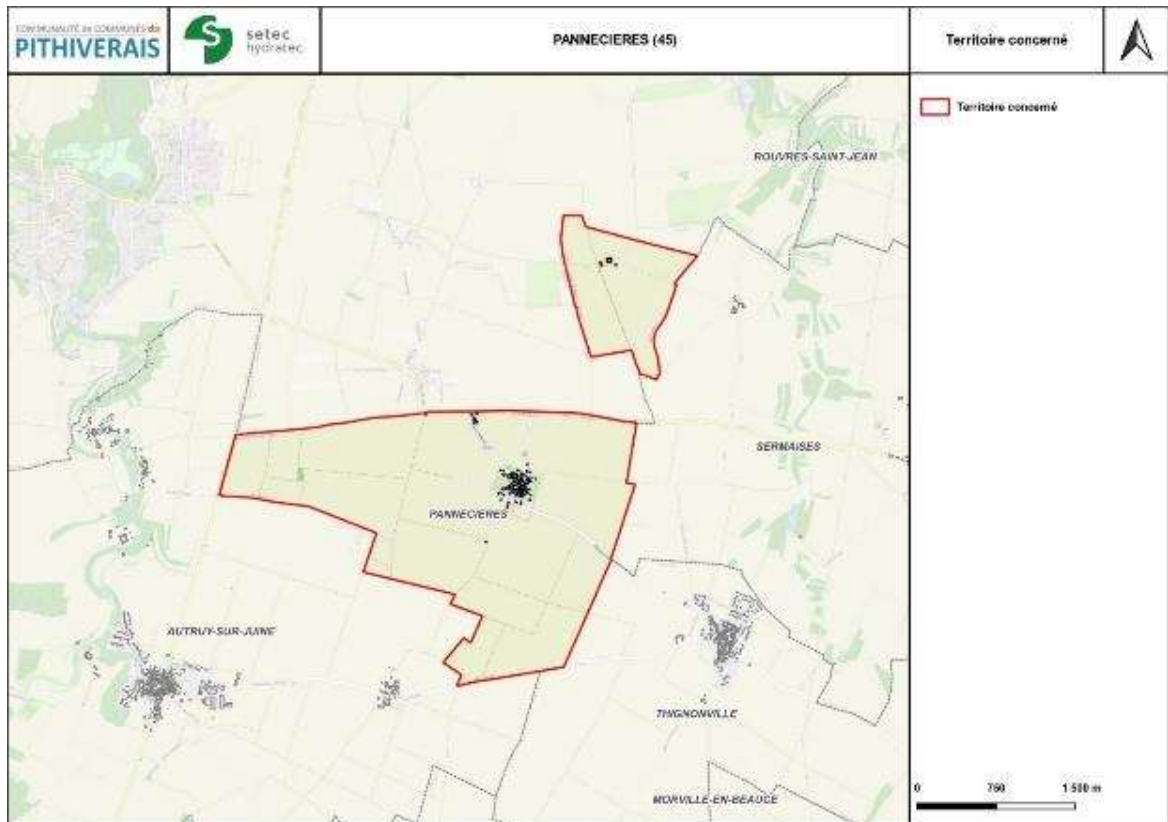 COMMUNAUTÉ DE COMMUNES DU
PITHIVERAIS
setec
hydratec
PANNECIERES (45)
Territoire concerné
Territoire concerné
ROUVRES-SAINT-JEAN
SERMAISES
PANNECIERES
AUTRUY-SUR-JUINE
THIGNONVILLE
MORVILLE-EN-BEAUCE
0 750 1 500 m